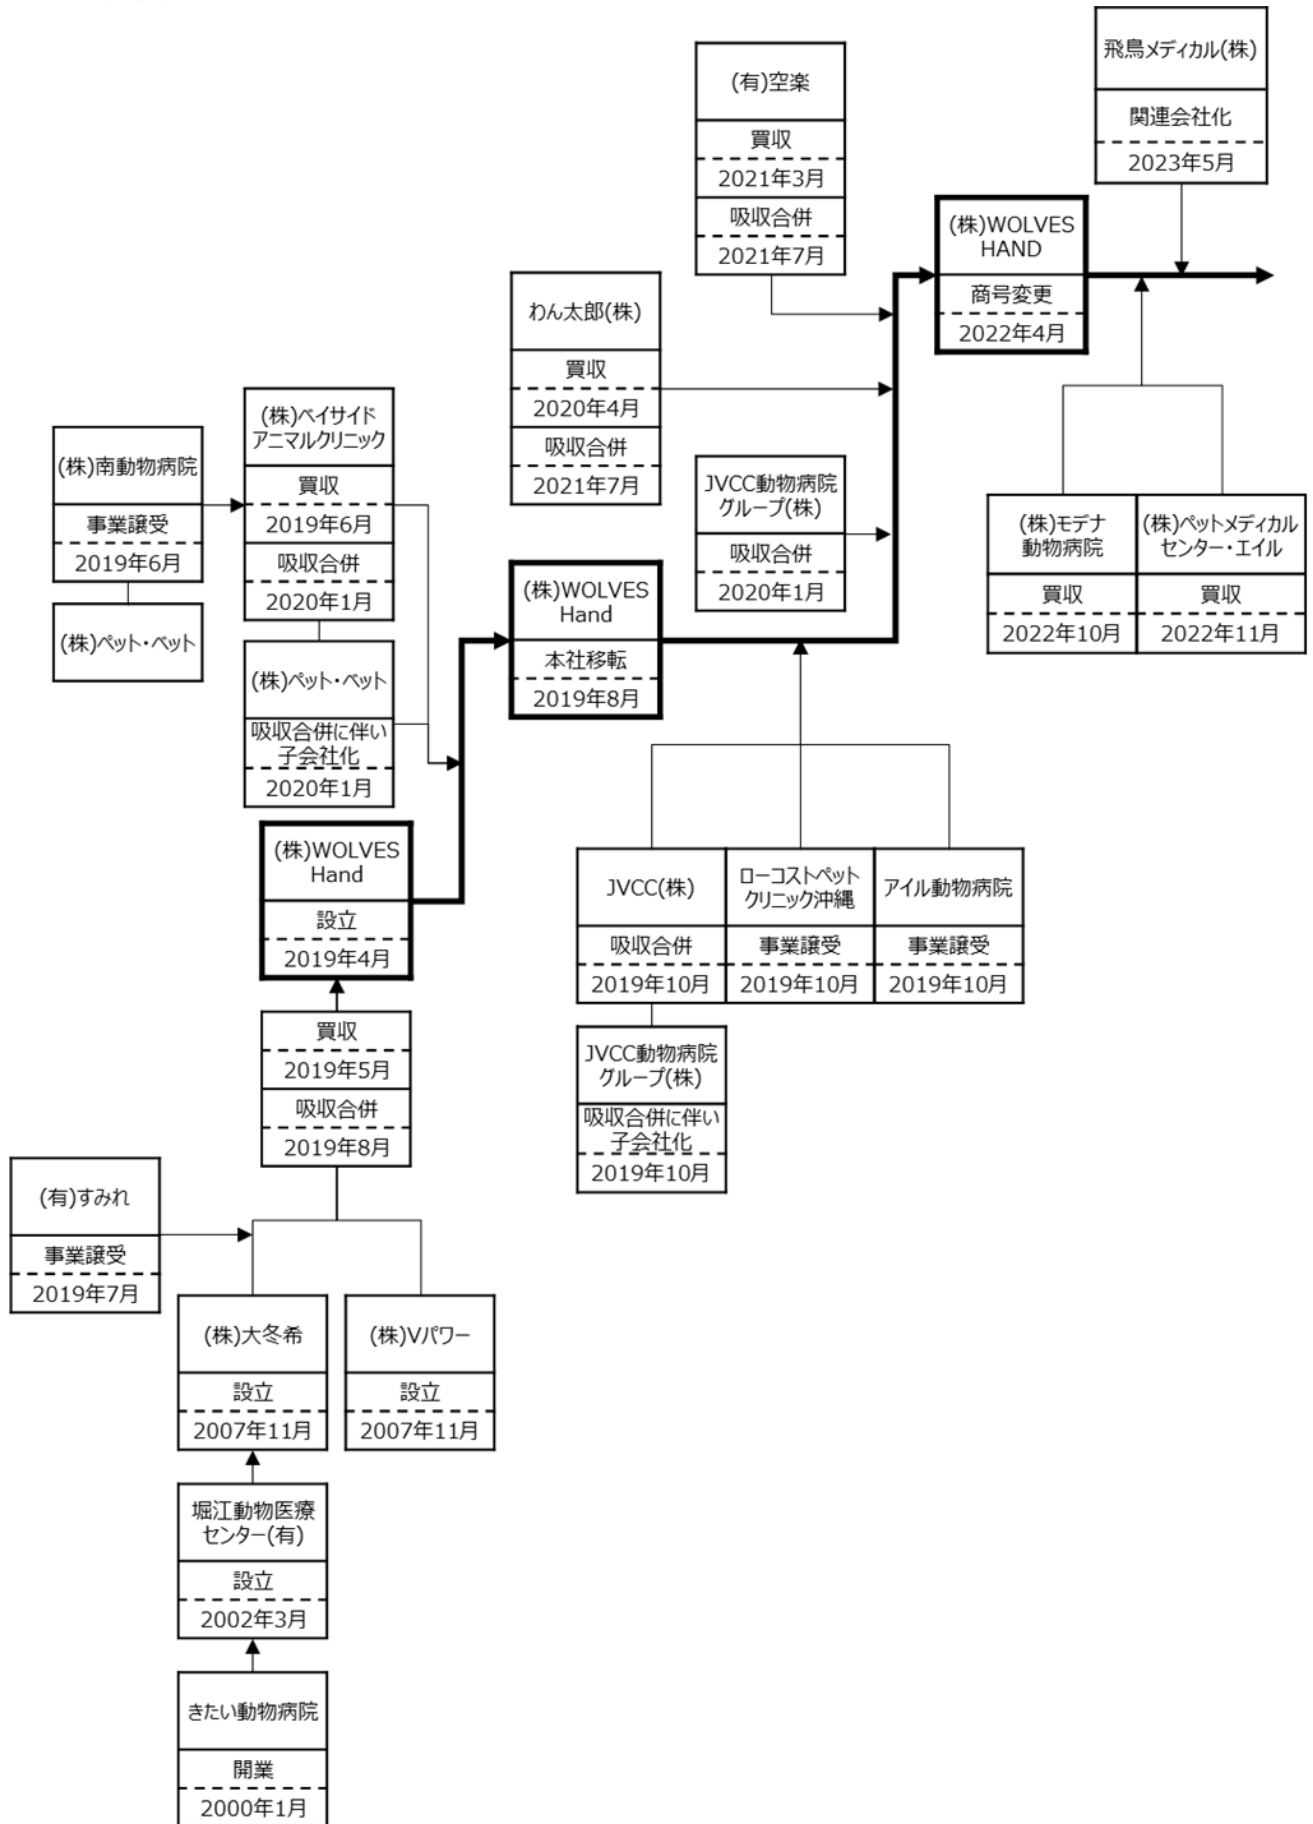 飛鳥メディカル(株)
関連会社化
2023年5月
(有)空楽
買収
2021年3月
吸収合併
2021年7月
(株)WOLVES
HAND
商号変更
2022年4月
わん太郎(株)
買収
2020年4月
吸収合併
2021年7月
(株)ベイサイド
アニマルクリニック
買収
2019年6月
吸収合併
2020年1月
(株)南動物病院
事業譲受
2019年6月
(株)ペット・ベット
(株)ペット・ベット
吸収合併に伴い
子会社化
2020年1月
JVCC動物病院
グループ(株)
吸収合併
2020年1月
(株)モデナ
動物病院
買収
2022年10月
(株)ペットメディカル
センター・エイル
買収
2022年11月
(株)WOLVES
Hand
本社移転
2019年8月
(株)WOLVES
Hand
設立
2019年4月
JVCC(株)
吸収合併
2019年10月
ローコストペット
クリニック沖縄
事業譲受
2019年10月
アイル動物病院
事業譲受
2019年10月
JVCC動物病院
グループ(株)
吸収合併に伴い
子会社化
2019年10月
買収
2019年5月
吸収合併
2019年8月
(有)すみれ
事業譲受
2019年7月
(株)大冬希
設立
2007年11月
(株)Vパワー
設立
2007年11月
堀江動物医療
センター(有)
設立
2002年3月
きたい動物病院
開業
2000年1月